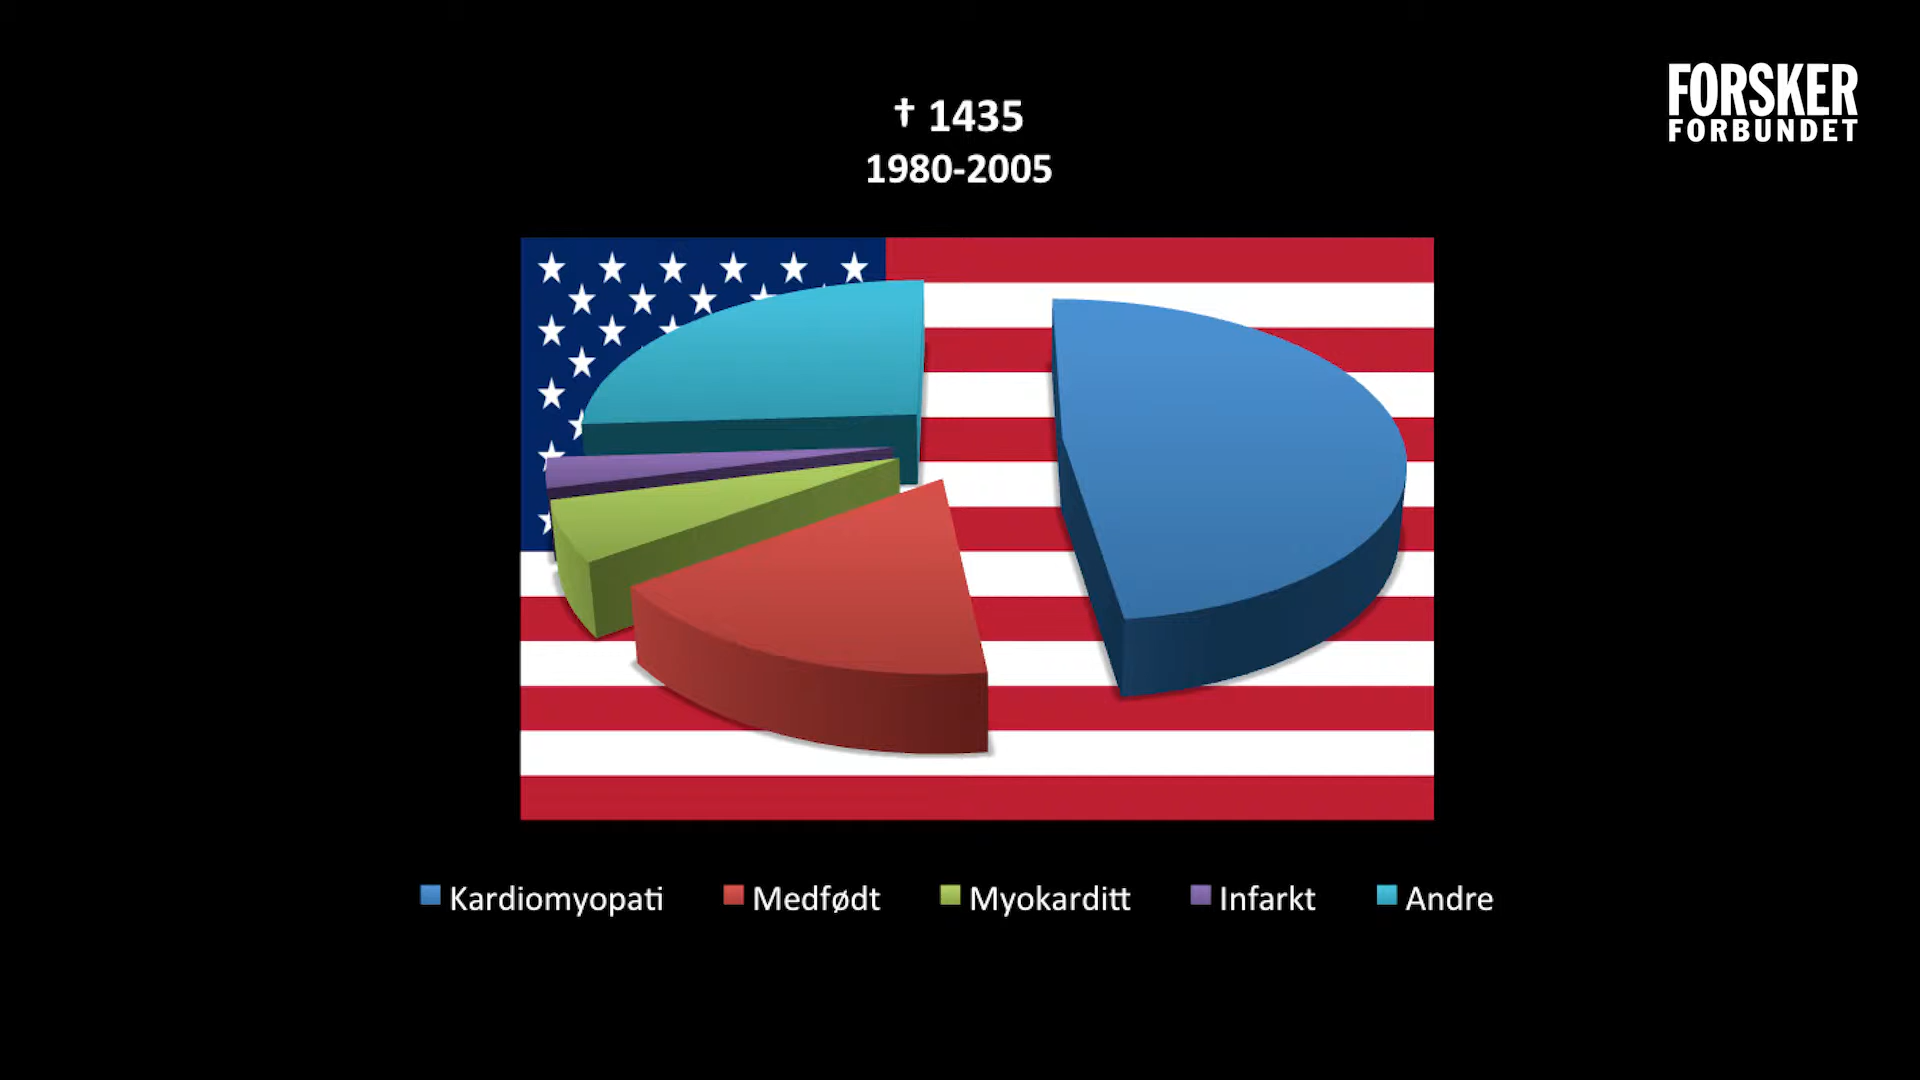 FORSKER
FORBUNDET
† 1435
1980-2005
Kardiomyopati
Medfødt
Myokarditt
Infarkt
Andre